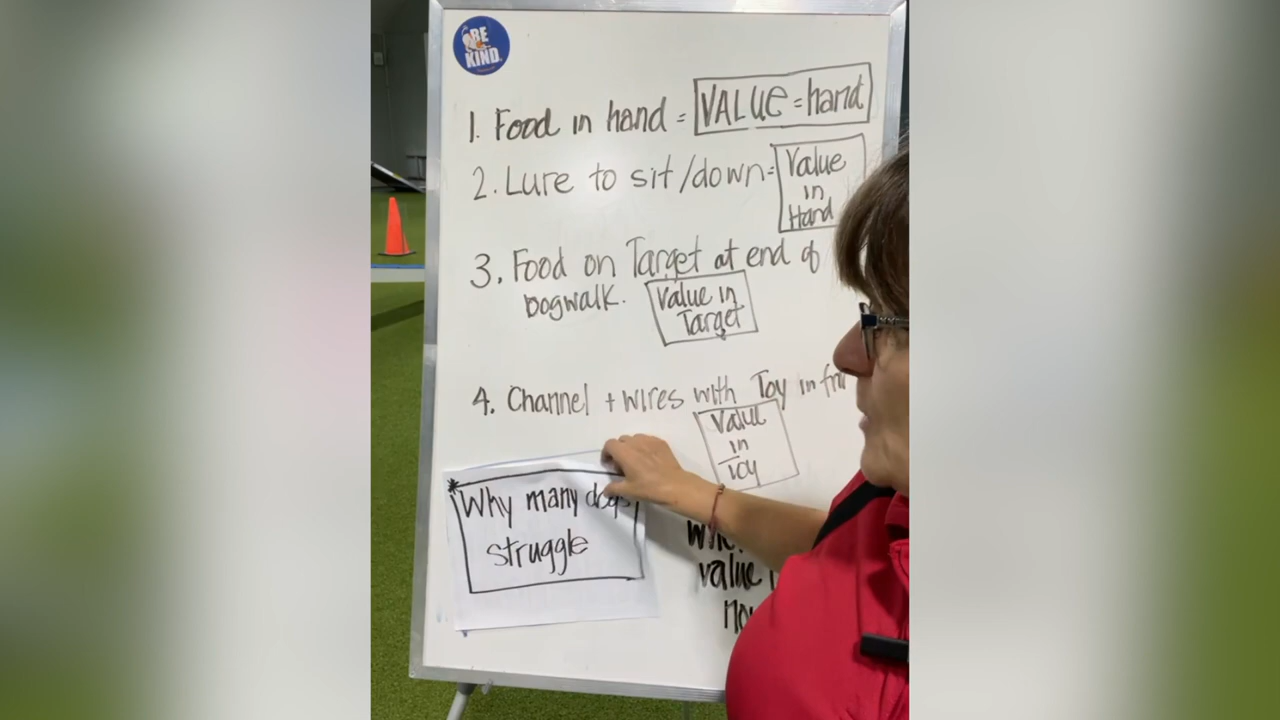 BE
KIND
1. Food in hand = VALUE = hand
2. Lure to sit/down = Value
in
Hand
3. Food on Target at end of
Dogwalk. Value in
Target
4. Channel + wires with Toy in
Value
in
Toy
*Why many dogs
struggle
value